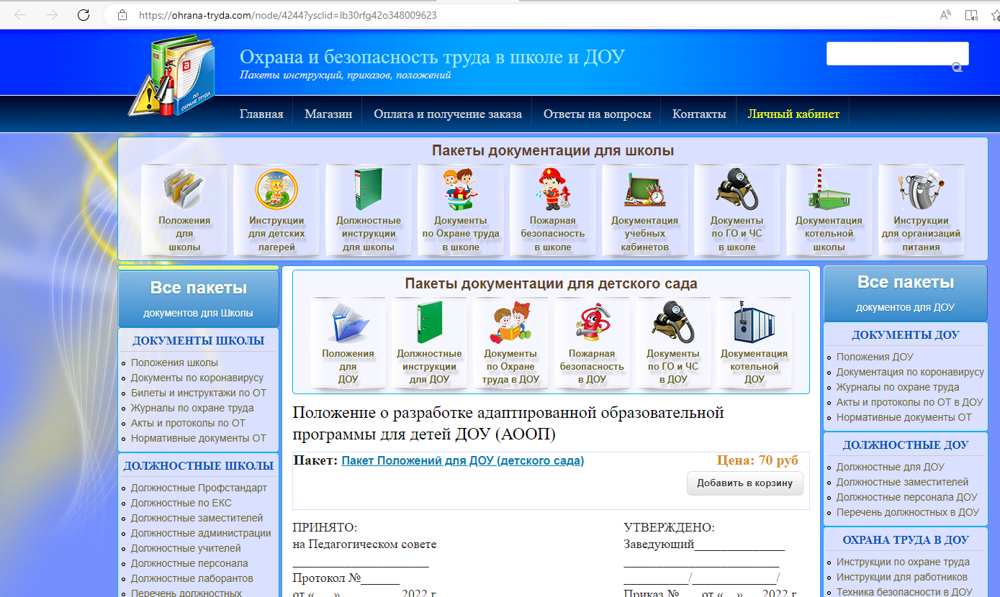 https://ohrana-tryda.com/node/4244?ysclid=lb30rfg42o348009623
Охрана и безопасность труда в школе и ДОУ
Пакеты инструкций, приказов, положений
ПО
ОХРАНЕ ТРУДА
Главная
Магазин
Оплата и получение заказа
Ответы на вопросы
Контакты
Личный кабинет
Пакеты документации для школы
Положения
для
школы
Инструкции
для детских
лагерей
Должностные
инструкции
для школы
Документы
по Охране труда
в школе
Пожарная
безопасность
в школе
Документация
учебных
кабинетов
Документы
по ГО и ЧС
в школе
Документация
котельной
школы
Инструкции
для организаций
питания
Все пакеты
документов для Школы
ДОКУМЕНТЫ ШКОЛЫ
Положения школы
Документы по коронавирусу
Билеты и инструктажи по ОТ
Журналы по охране труда
Акты и протоколы по ОТ
Нормативные документы ОТ
ДОЛЖНОСТНЫЕ ШКОЛЫ
Должностные Профстандарт
Должностные по ЕКС
Должностные заместителей
Должностные администрации
Должностные учителей
Должностные персонала
Должностные лаборантов
Перечень должностных
Пакеты документации для детского сада
Положения
для
ДОУ
Должностные
инструкции
для ДОУ
Документы
по Охране
труда в ДОУ
Пожарная
безопасность
в ДОУ
Документы
по ГО и ЧС
в ДОУ
Документация
котельной
ДОУ
Положение о разработке адаптированной образовательной
программы для детей ДОУ (АООП)
Пакет: Пакет Положений для ДОУ (детского сада)
Цена: 70 руб
Добавить в корзину
ПРИНЯТО:
на Педагогическом совете
_____________________
Протокол №______
от «___»_________ 2022 г.
УТВЕРЖДЕНО:
Заведующий______________
________________________
__________/_____________/
Приказ №___ от «__»___ 2022 г.
Все пакеты
документов для ДОУ
ДОКУМЕНТЫ ДОУ
Положения ДОУ
Документация по коронавирусу
Журналы по охране труда
Акты и протоколы по ОТ в ДОУ
Нормативные документы ОТ
ДОЛЖНОСТНЫЕ ДОУ
Должностные для ДОУ
Должностные заместителей
Должностные персонала ДОУ
Перечень должностных в ДОУ
ОХРАНА ТРУДА В ДОУ
Инструкции по охране труда
Инструкции для работников
Техника безопасности в ДОУ